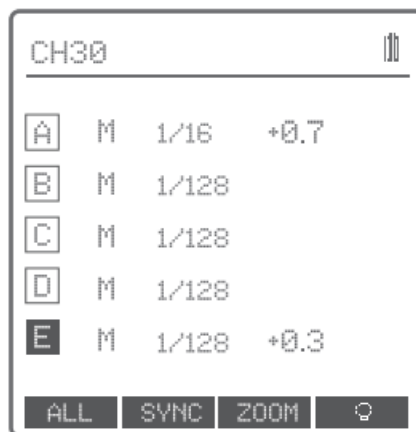 CH30
A M 1/16 +0.7
B M 1/128
C M 1/128
D M 1/128
E M 1/128 +0.3
ALL SYNC ZOOM